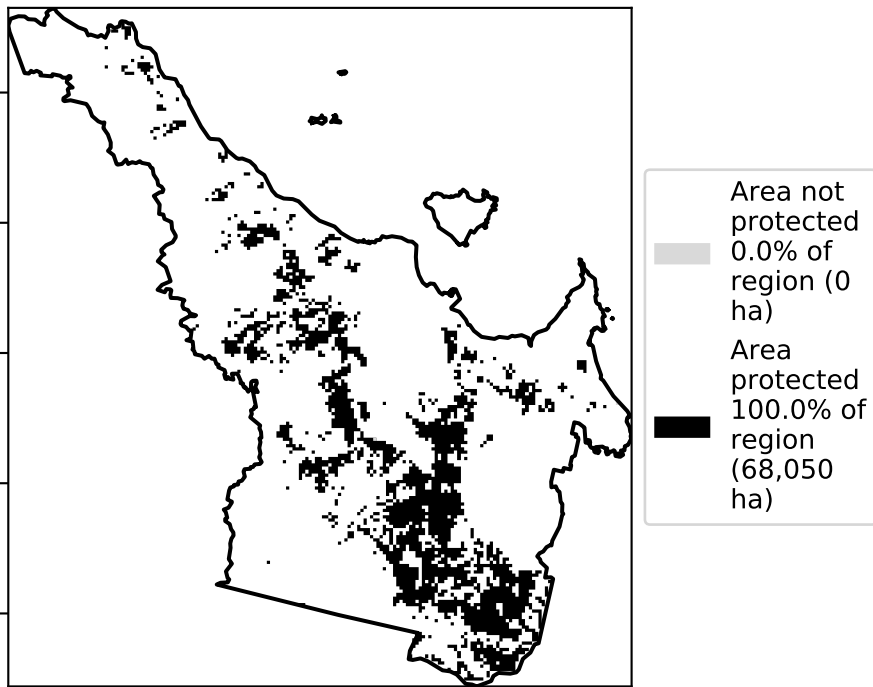 Area not
protected
0.0% of
region (0
ha)
Area
protected
100.0% of
region
(68,050
ha)